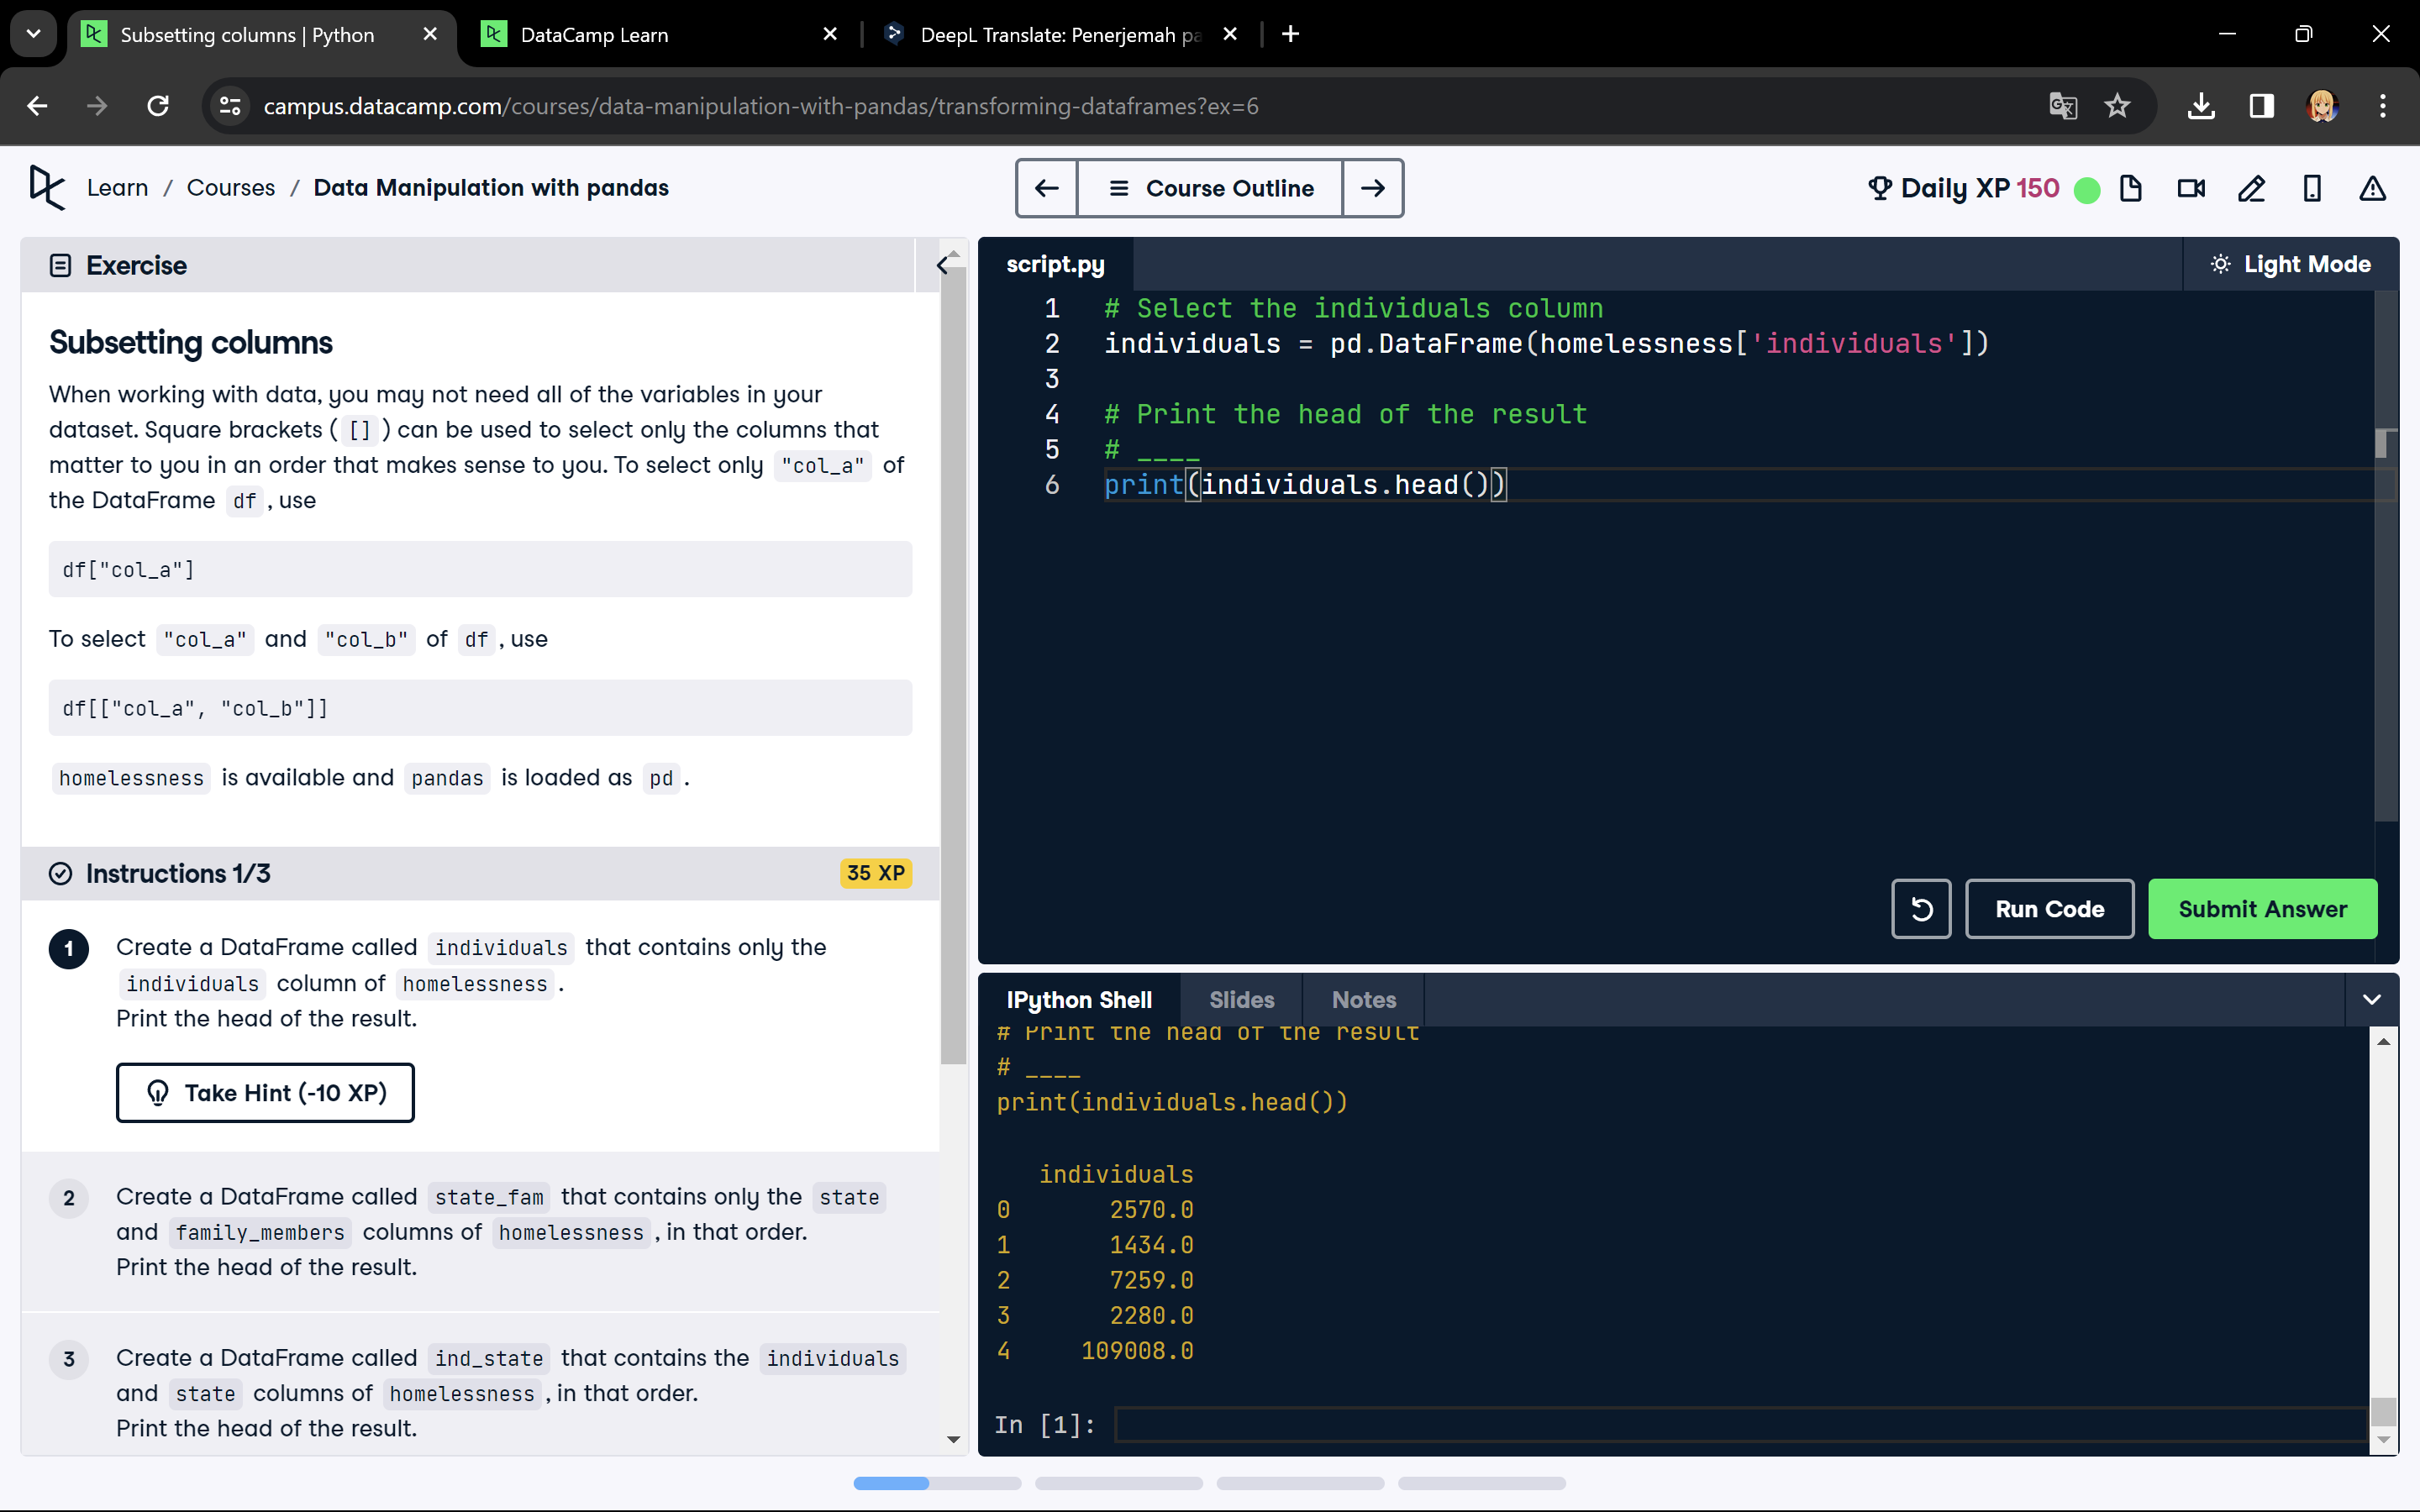 Subsetting columns | Python
DataCamp Learn
DeepL Translate: Penerjemah pa
campus.datacamp.com/courses/data-manipulation-with-pandas/transforming-dataframes?ex=6
Learn / Courses / Data Manipulation with pandas
Course Outline
Daily XP 150
Exercise
Subsetting columns
When working with data, you may not need all of the variables in your
dataset. Square brackets ( [] ) can be used to select only the columns that
matter to you in an order that makes sense to you. To select only "col_a" of
the DataFrame df , use
df["col_a"]
To select "col_a" and "col_b" of df , use
df[["col_a", "col_b"]]
homelessness is available and pandas is loaded as pd .
Instructions 1/3
35 XP
1 Create a DataFrame called individuals that contains only the
individuals column of homelessness .
Print the head of the result.
Take Hint (-10 XP)
2 Create a DataFrame called state_fam that contains only the state
and family_members columns of homelessness , in that order.
Print the head of the result.
3 Create a DataFrame called ind_state that contains the individuals
and state columns of homelessness , in that order.
Print the head of the result.
script.py
Light Mode
1 # Select the individuals column
2 individuals = pd.DataFrame(homelessness['individuals'])
3
4 # Print the head of the result
5 # ____
6 print(individuals.head())
Run Code
Submit Answer
IPython Shell
Slides
Notes
# Print the head of the result
# ____
print(individuals.head())
individuals
0 2570.0
1 1434.0
2 7259.0
3 2280.0
4 109008.0
In [1]: